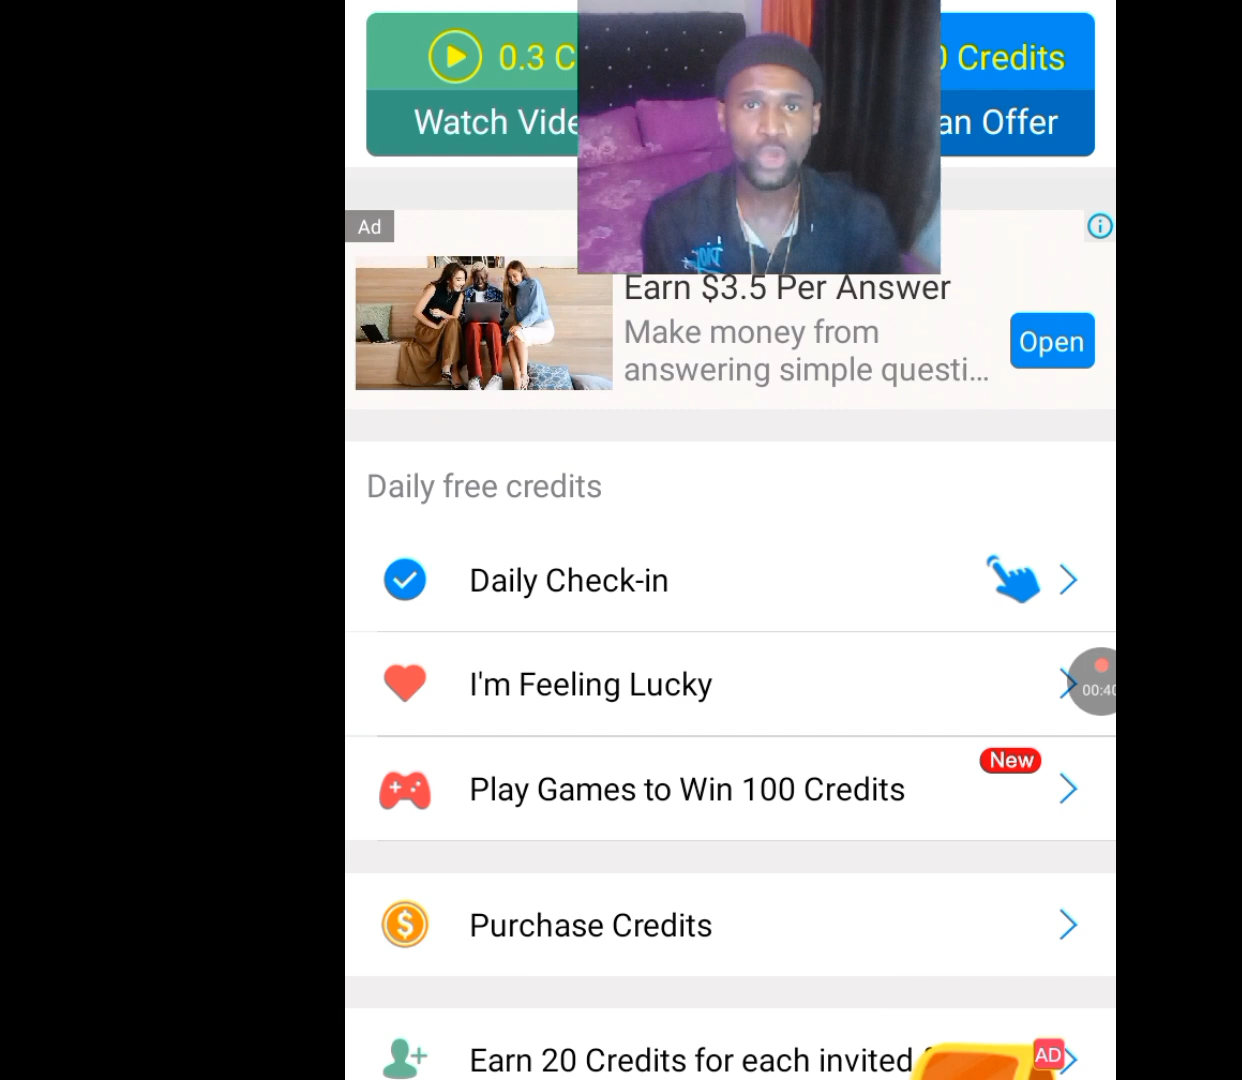 0.3 C
Credits
Watch Vide
an Offer
Ad
Earn $3.5 Per Answer
Make money from
answering simple questi...
Open
Daily free credits
Daily Check-in
I'm Feeling Lucky
00:40
New
Play Games to Win 100 Credits
Purchase Credits
Earn 20 Credits for each invited
AD